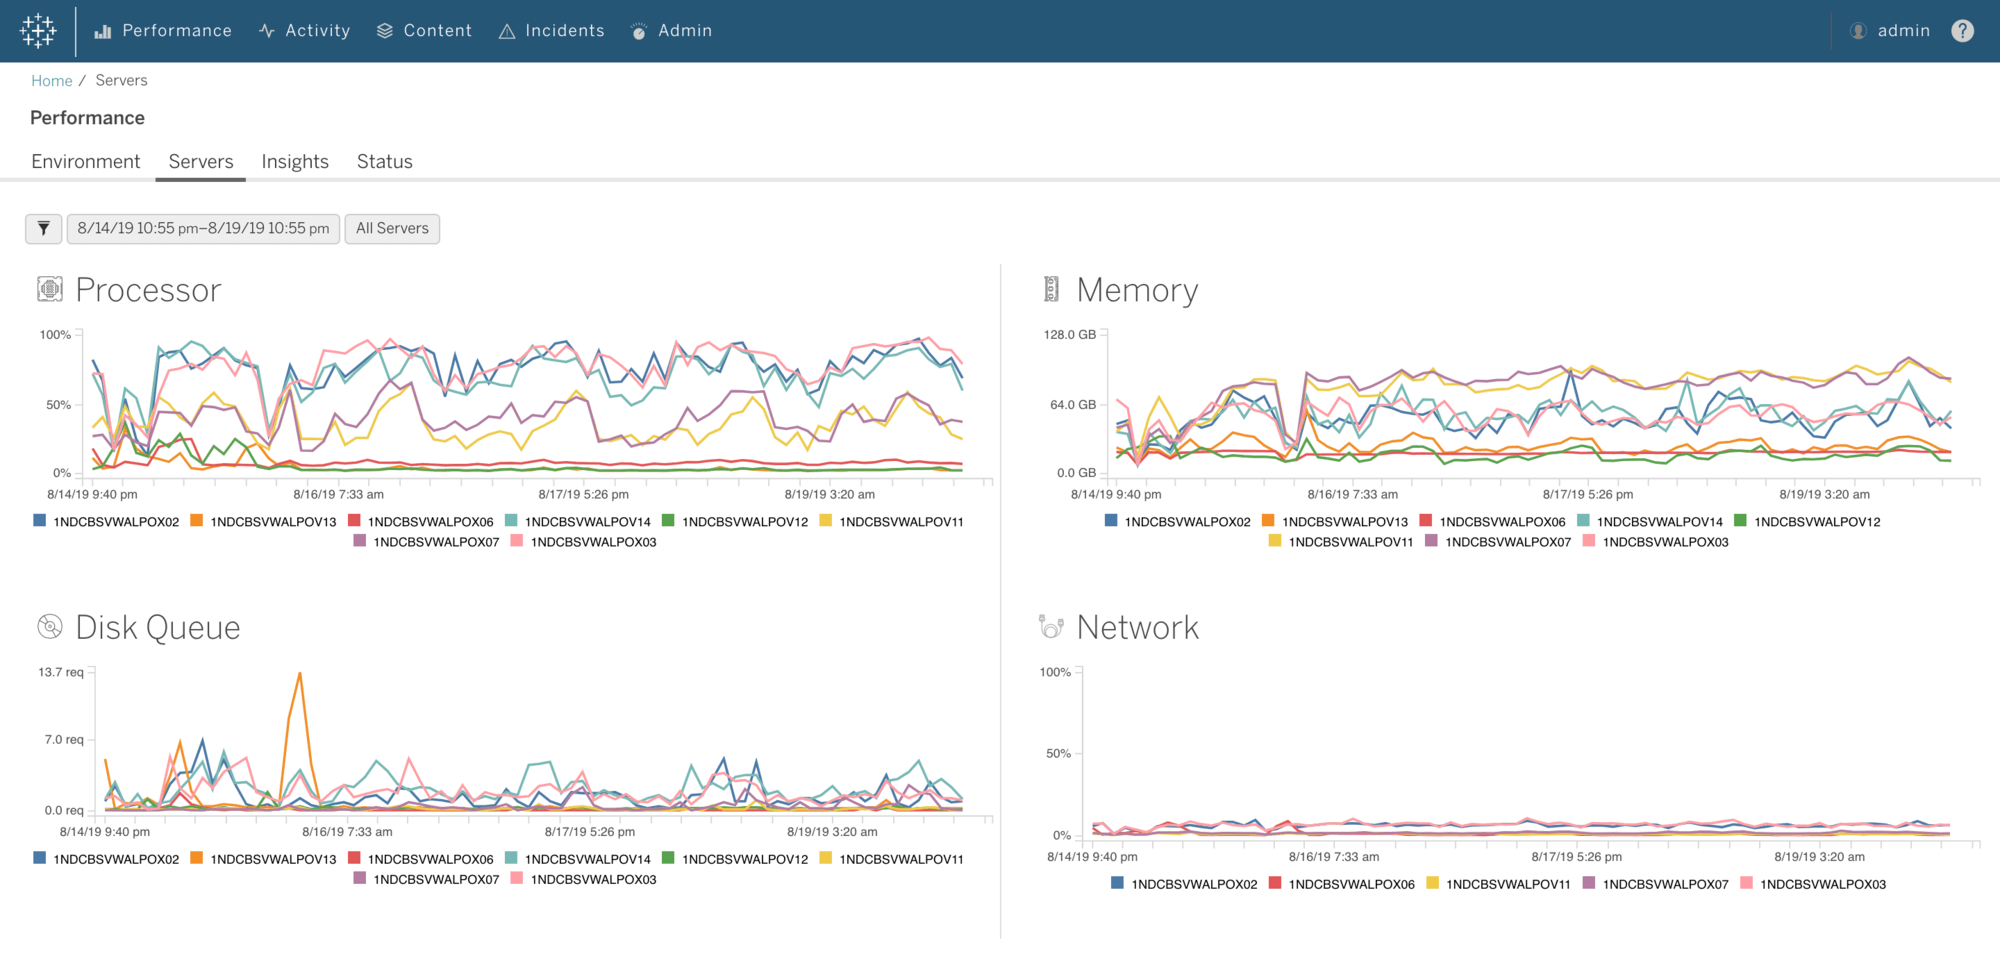 Performance Activity Content Incidents Admin admin ?
Home / Servers
Performance
Environment Servers Insights Status
8/14/19 10:55 pm–8/19/19 10:55 pm All Servers
Processor
100%
50%
0%
8/14/19 9:40 pm 8/16/19 7:33 am 8/17/19 5:26 pm 8/19/19 3:20 am
1NDCBSVWALPOX02 1NDCBSVWALPOV13 1NDCBSVWALPOX06 1NDCBSVWALPOV14 1NDCBSVWALPOV12 1NDCBSVWALPOV11
1NDCBSVWALPOX07 1NDCBSVWALPOX03
Memory
128.0 GB
64.0 GB
0.0 GB
8/14/19 9:40 pm 8/16/19 7:33 am 8/17/19 5:26 pm 8/19/19 3:20 am
1NDCBSVWALPOX02 1NDCBSVWALPOV13 1NDCBSVWALPOX06 1NDCBSVWALPOV14 1NDCBSVWALPOV12
1NDCBSVWALPOV11 1NDCBSVWALPOX07 1NDCBSVWALPOX03
Disk Queue
13.7 req
7.0 req
0.0 req
8/14/19 9:40 pm 8/16/19 7:33 am 8/17/19 5:26 pm 8/19/19 3:20 am
1NDCBSVWALPOX02 1NDCBSVWALPOV13 1NDCBSVWALPOX06 1NDCBSVWALPOV14 1NDCBSVWALPOV12 1NDCBSVWALPOV11
1NDCBSVWALPOX07 1NDCBSVWALPOX03
Network
100%
50%
0%
8/14/19 9:40 pm 8/16/19 7:33 am 8/17/19 5:26 pm 8/19/19 3:20 am
1NDCBSVWALPOX02 1NDCBSVWALPOX06 1NDCBSVWALPOV11 1NDCBSVWALPOX07 1NDCBSVWALPOX03